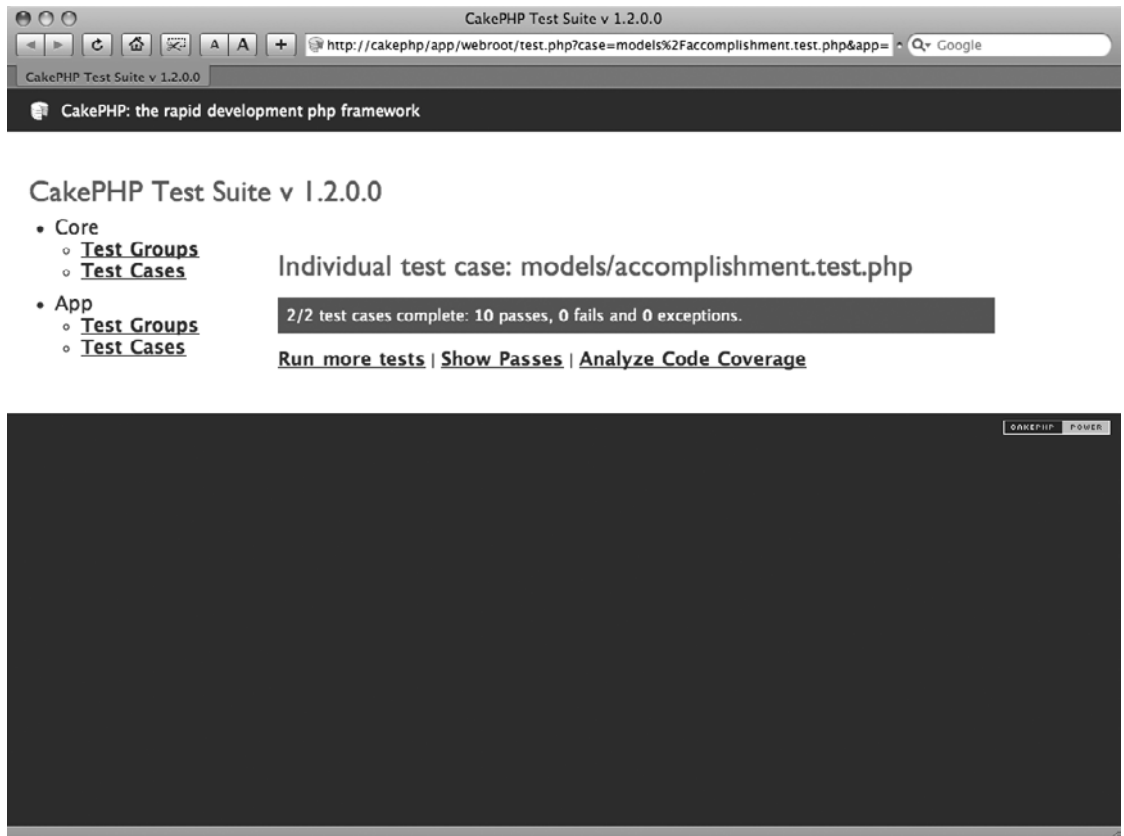 CakePHP Test Suite v 1.2.0.0
A A + http://cakephp/app/webroot/test.php?case=models%2Faccomplishment.test.php&app= Google
CakePHP Test Suite v 1.2.0.0
CakePHP: the rapid development php framework
CakePHP Test Suite v 1.2.0.0
• Core
◦ Test Groups
◦ Test Cases
• App
◦ Test Groups
◦ Test Cases
Individual test case: models/accomplishment.test.php
2/2 test cases complete: 10 passes, 0 fails and 0 exceptions.
Run more tests | Show Passes | Analyze Code Coverage
CAKEPHP POWER